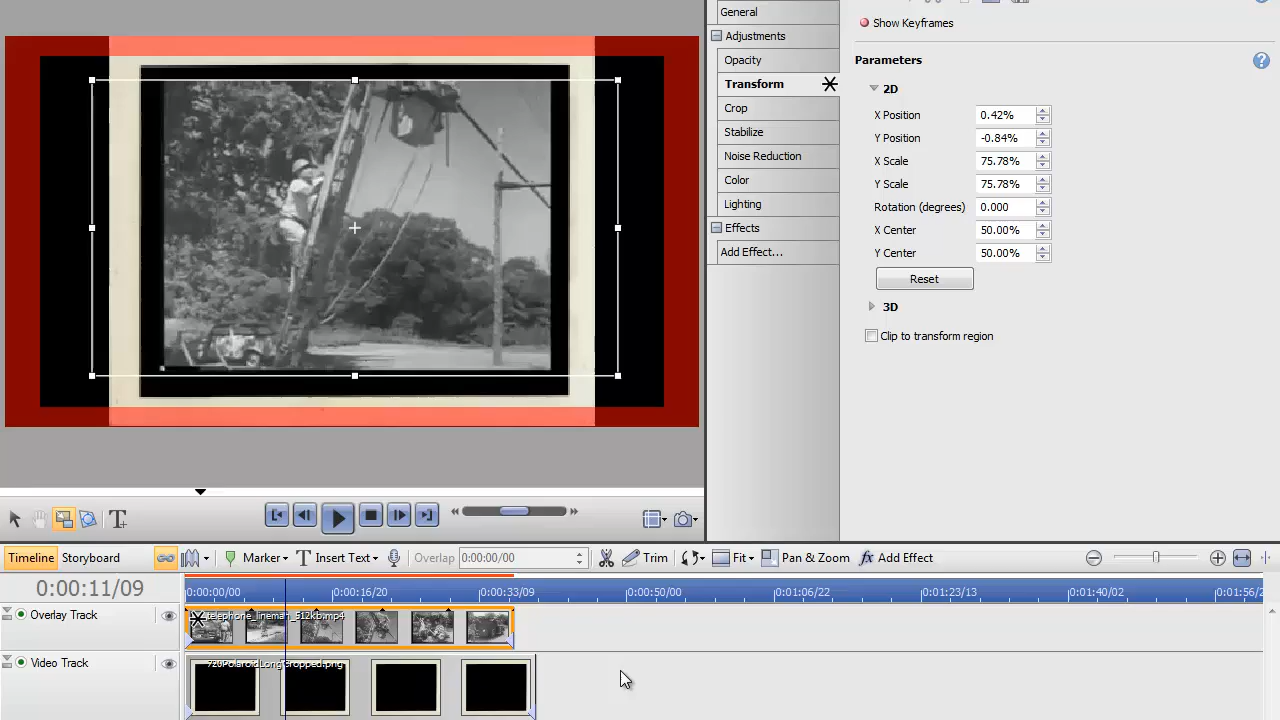 General
Show Keyframes
Adjustments
Parameters
Opacity
2D
Transform
X Position 0.42%
Crop
Y Position -0.84%
Stabilize
X Scale 75.78%
Noise Reduction
Y Scale 75.78%
Color
Rotation (degrees) 0.000
Lighting
X Center 50.00%
Effects
Y Center 50.00%
Add Effect...
Reset
3D
Clip to transform region
Timeline Storyboard Marker Insert Text Overlap 0:00:00/00 Trim Fit Pan & Zoom fx Add Effect
0:00:11/09
0:00:00/00 0:00:16/20 0:00:33/09 0:00:50/00 0:01:06/22 0:01:23/13 0:01:40/02 0:01:56/2
Overlay Track
telephone_lineman_512kb.mp4
Video Track
720PolaroidLongCropped.png